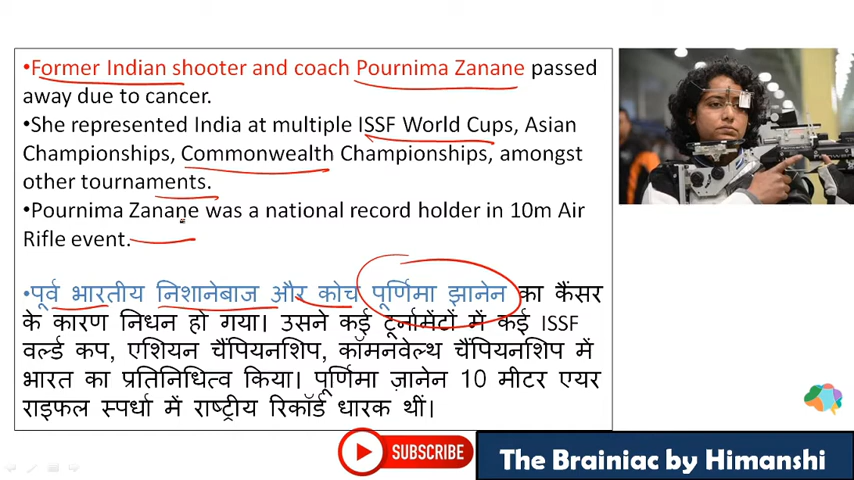 •Former Indian shooter and coach Pournima Zanane passed
away due to cancer.
•She represented India at multiple ISSF World Cups, Asian
Championships, Commonwealth Championships, amongst
other tournaments.
•Pournima Zanane was a national record holder in 10m Air
Rifle event.
•पूर्व भारतीय निशानेबाज और कोच पूर्णिमा झानेन का कैंसर
के कारण निधन हो गया। उसने कई टूर्नामेंटों में कई ISSF
वर्ल्ड कप, एशियन चैंपियनशिप, कॉमनवेल्थ चैंपियनशिप में
भारत का प्रतिनिधित्व किया। पूर्णिमा ज़ानेन 10 मीटर एयर
राइफल स्पर्धा में राष्ट्रीय रिकॉर्ड धारक थीं।
SUBSCRIBE
The Brainiac by Himanshi